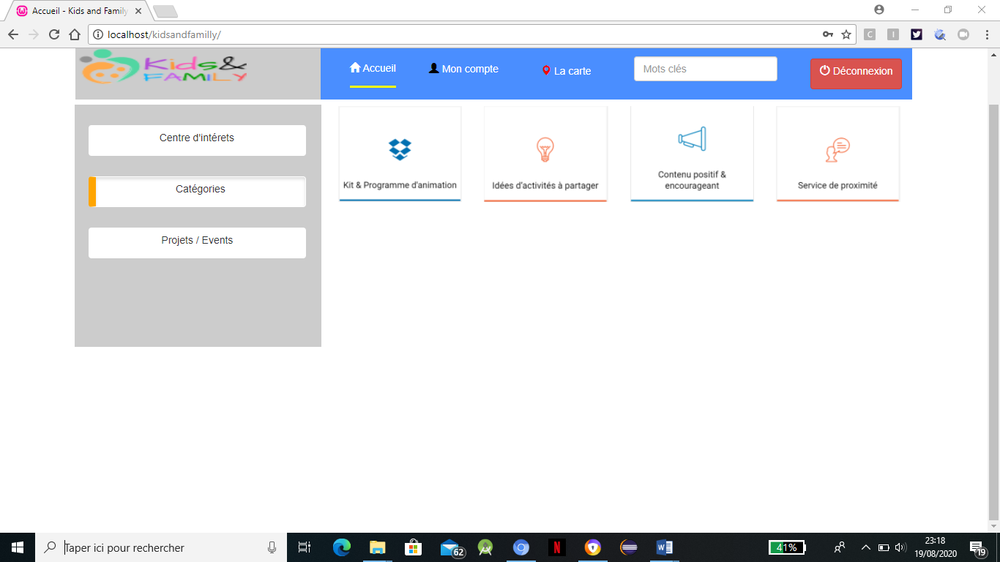 Accueil - Kids and Family
localhost/kidsandfamilly/
Kids&
FAMILY
Accueil
Mon compte
La carte
Mots clés
Déconnexion
Centre d'intérets
Catégories
Projets / Events
Kit & Programme d'animation
Idées d'activités à partager
Contenu positif &
encourageant
Service de proximité
Taper ici pour rechercher
62
41%
23:18
19/08/2020
19